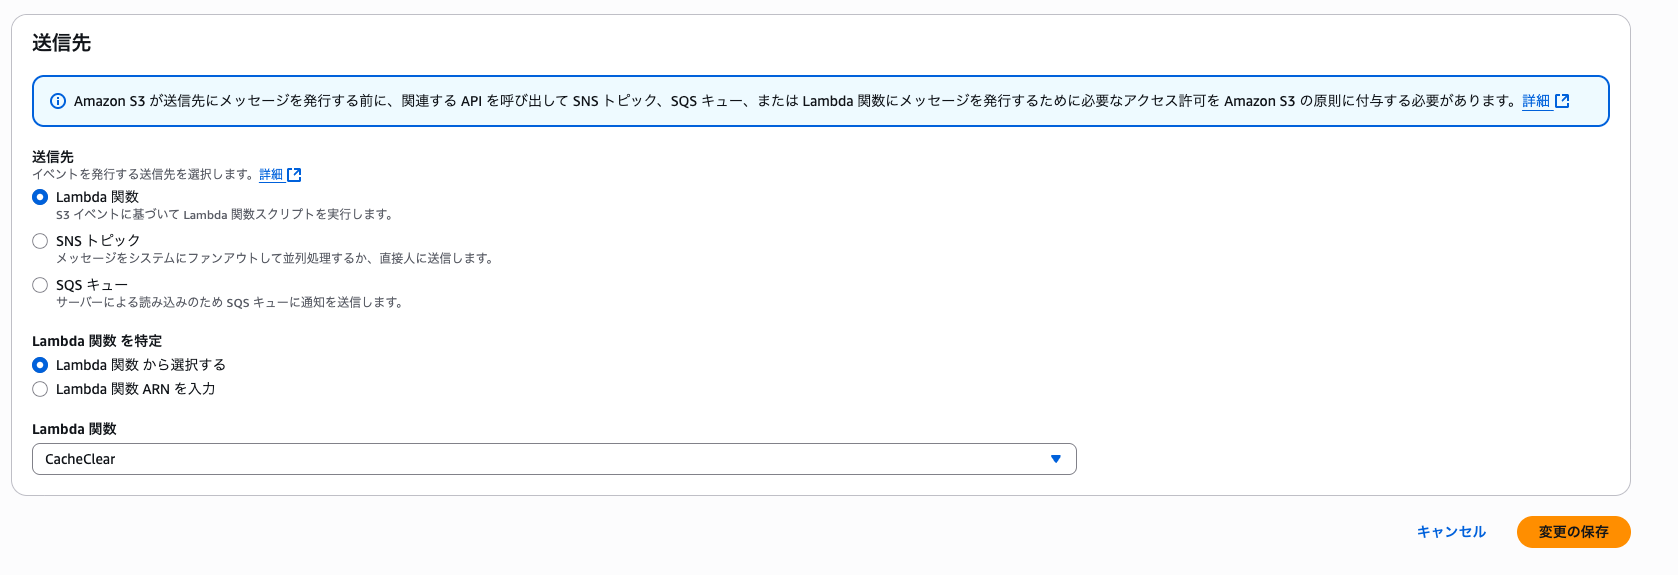 送信先
Amazon S3 が送信先にメッセージを発行する前に、関連する API を呼び出して SNS トピック、SQS キュー、または Lambda 関数にメッセージを発行するために必要なアクセス許可を Amazon S3 の原則に付与する必要があります。詳細
送信先
イベントを発行する送信先を選択します。詳細
Lambda 関数
S3 イベントに基づいて Lambda 関数スクリプトを実行します。
SNS トピック
メッセージをシステムにファンアウトして並列処理するか、直接人に送信します。
SQS キュー
サーバーによる読み込みのため SQS キューに通知を送信します。
Lambda 関数 を特定
Lambda 関数 から選択する
Lambda 関数 ARN を入力
Lambda 関数
CacheClear
キャンセル 変更の保存